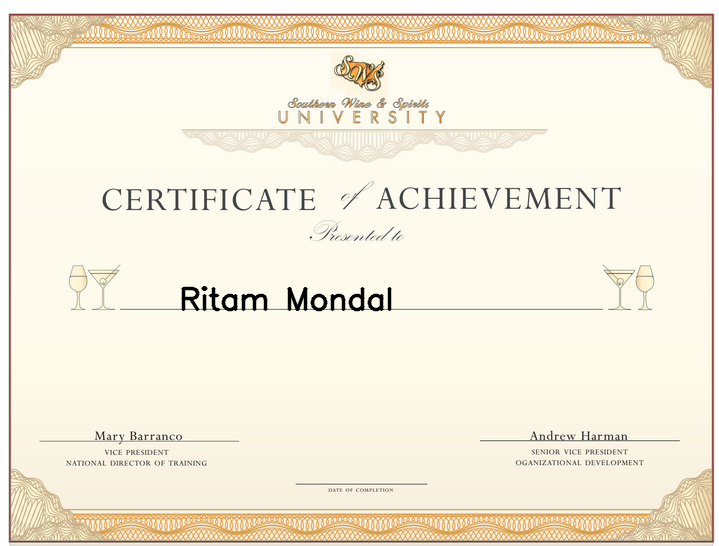 SWS
Southern Wine & Spirits
UNIVERSITY
CERTIFICATE of ACHIEVEMENT
Presented to
Ritam Mondal
Mary Barranco
VICE PRESIDENT
NATIONAL DIRECTOR OF TRAINING
Andrew Harman
SENIOR VICE PRESIDENT
OGANIZATIONAL DEVELOPMENT
DATE OF COMPLETION